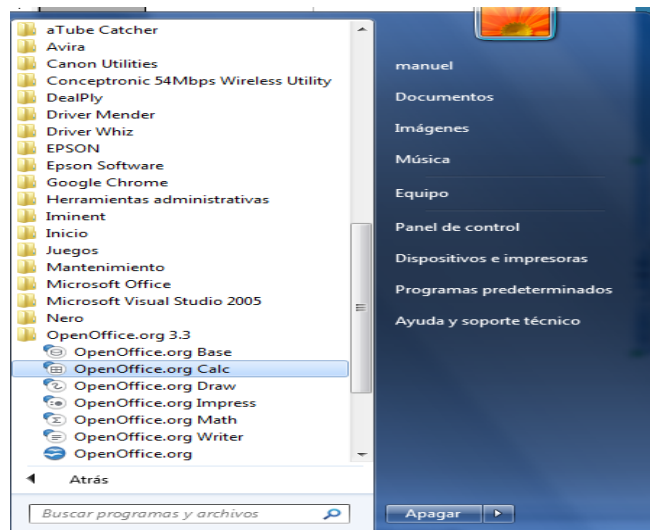 aTube Catcher
Avira
Canon Utilities
Conceptronic 54Mbps Wireless Utility
DealPly
Driver Mender
Driver Whiz
EPSON
Epson Software
Google Chrome
Herramientas administrativas
Iminent
Inicio
Juegos
Mantenimiento
Microsoft Office
Microsoft Visual Studio 2005
Nero
OpenOffice.org 3.3
OpenOffice.org Base
OpenOffice.org Calc
OpenOffice.org Draw
OpenOffice.org Impress
OpenOffice.org Math
OpenOffice.org Writer
OpenOffice.org
Atrás
Buscar programas y archivos
manuel
Documentos
Imágenes
Música
Equipo
Panel de control
Dispositivos e impresoras
Programas predeterminados
Ayuda y soporte técnico
Apagar